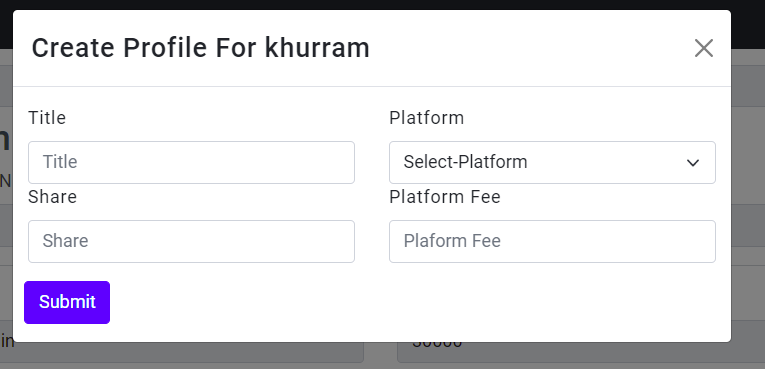 Create Profile For khurram
Title
Platform
Title
Select-Platform
Share
Platform Fee
Share
Plaform Fee
Submit